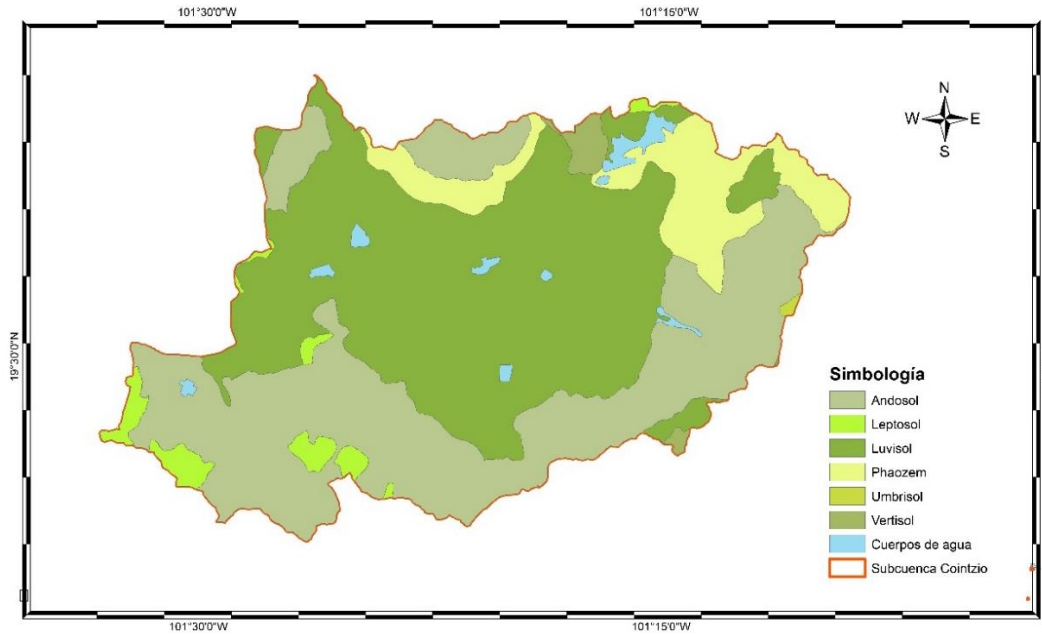 101°30'0"W
101°15'0"W
N
W
E
S
19°30'0"N
Simbología
Andosol
Leptosol
Luvisol
Phaozem
Umbrisol
Vertisol
Cuerpos de agua
Subcuenca Cointzio
101°30'0"W
101°15'0"W